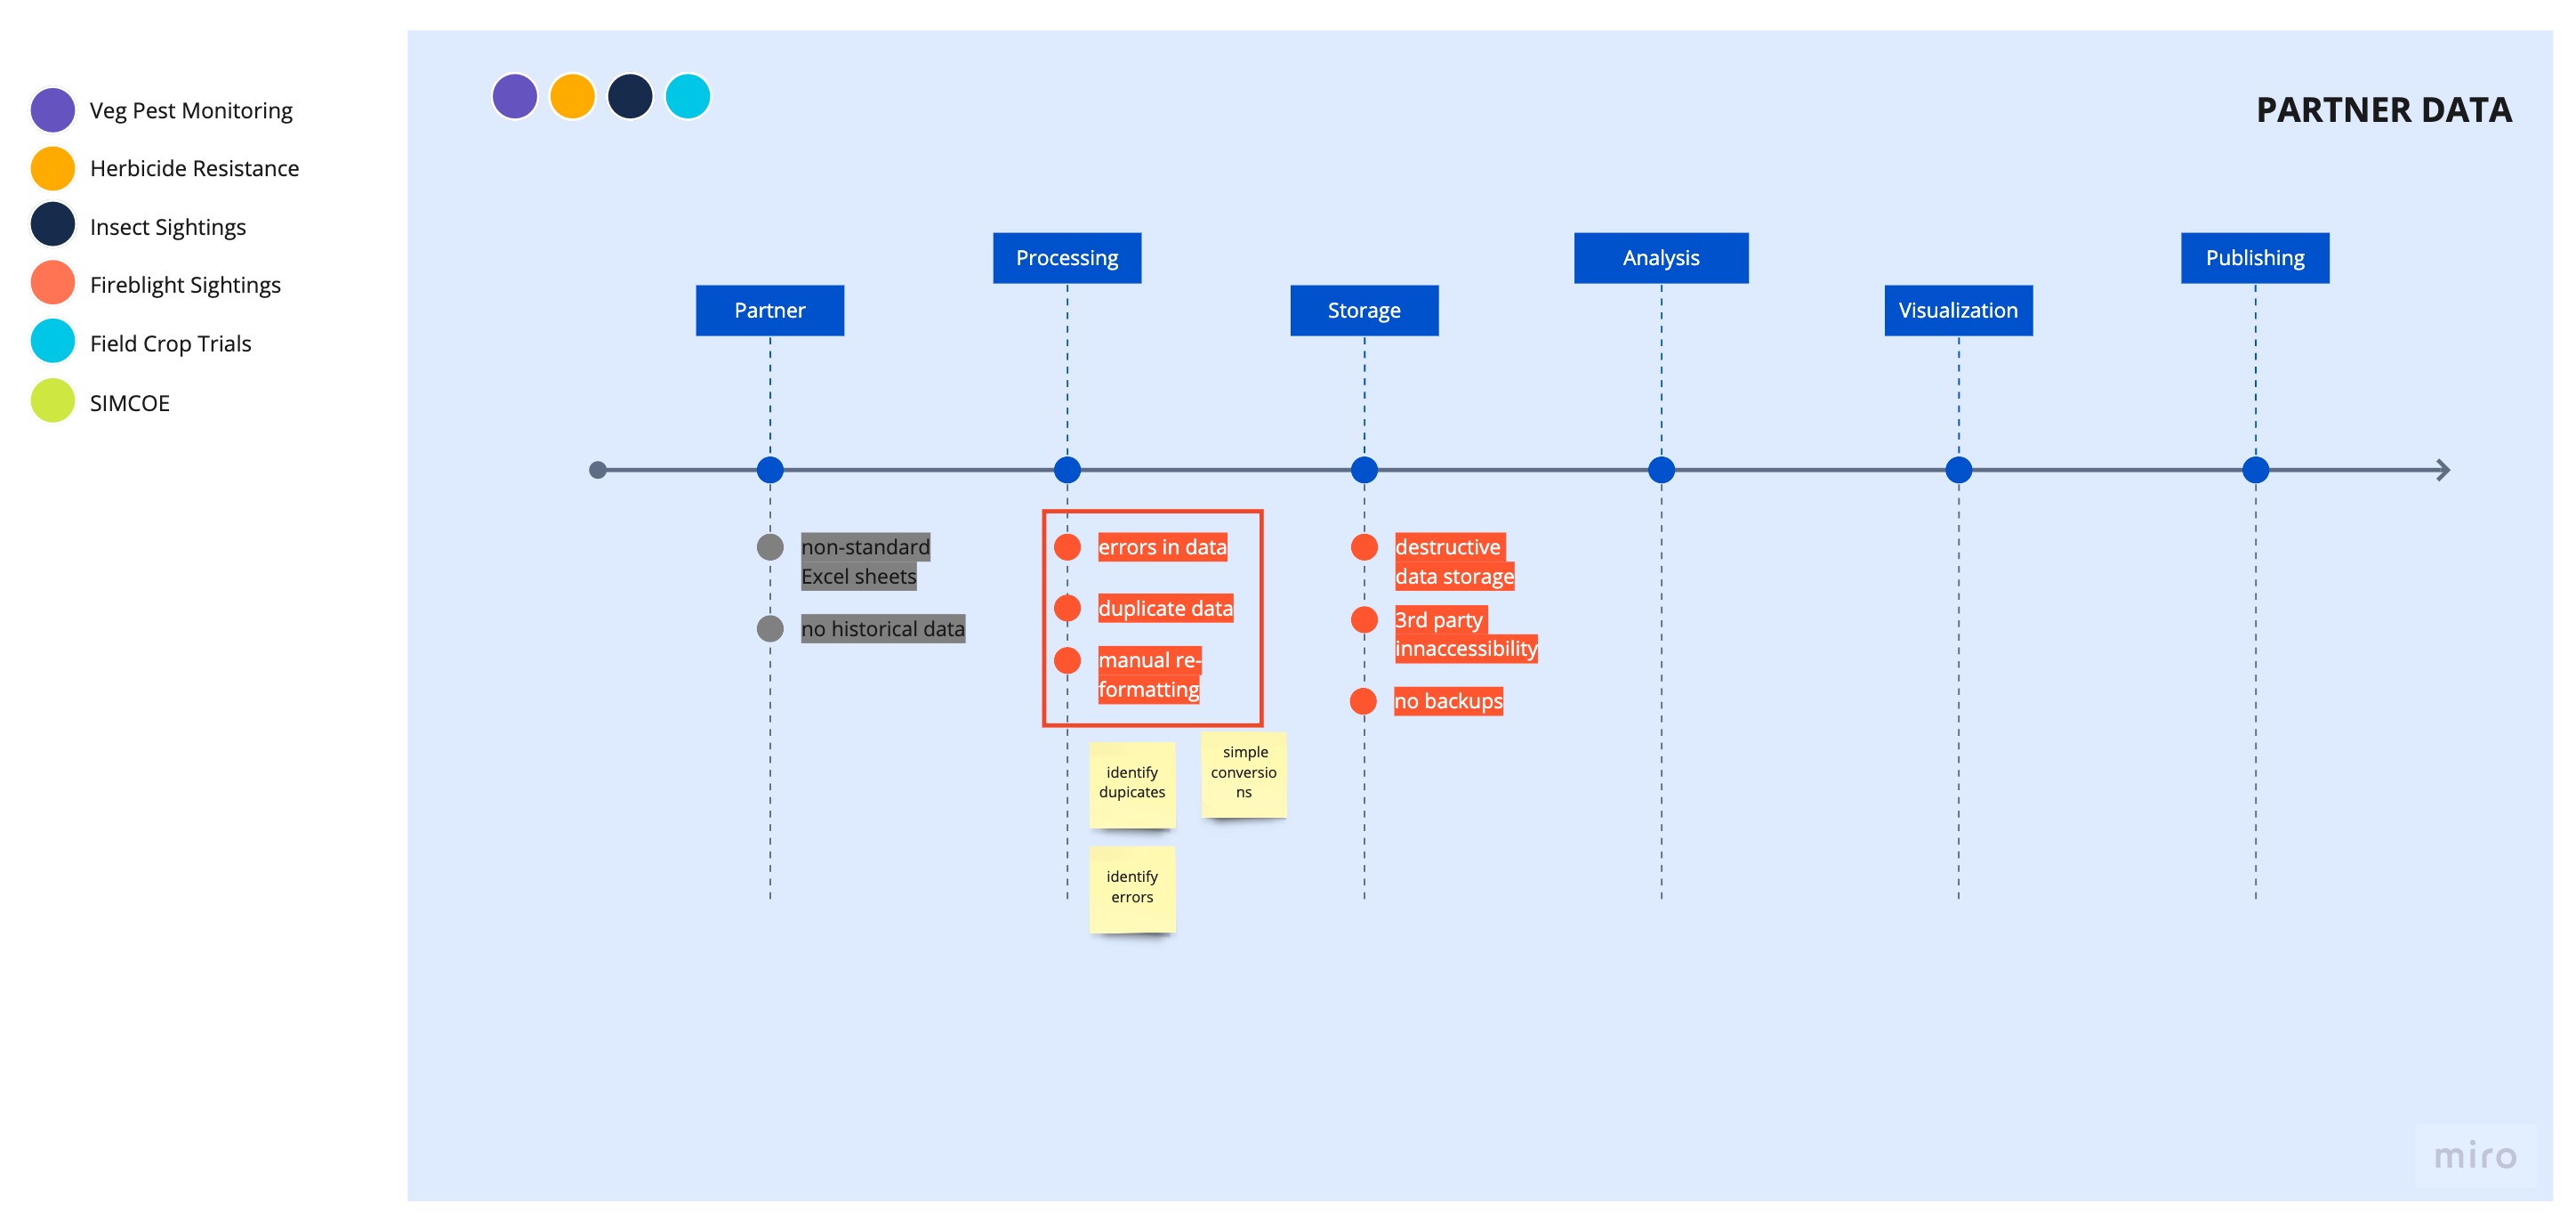 Veg Pest Monitoring
Herbicide Resistance
Insect Sightings
Fireblight Sightings
Field Crop Trials
SIMCOE
PARTNER DATA
Partner
Processing
Storage
Analysis
Visualization
Publishing
non-standard
Excel sheets
no historical data
errors in data
duplicate data
manual re-
formatting
destructive
data storage
3rd party
innaccessibility
no backups
identify
dupicates
simple
conversio
ns
identify
errors
miro